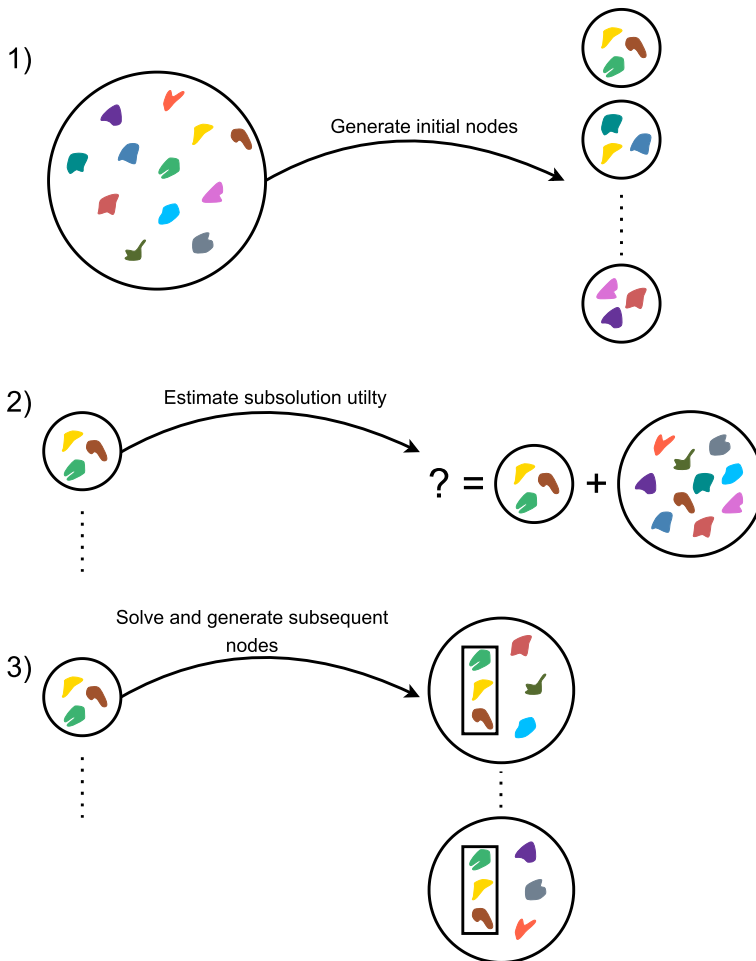 1)
Generate initial nodes
2)
Estimate subsolution utilty
? = +
3)
Solve and generate subsequent
nodes